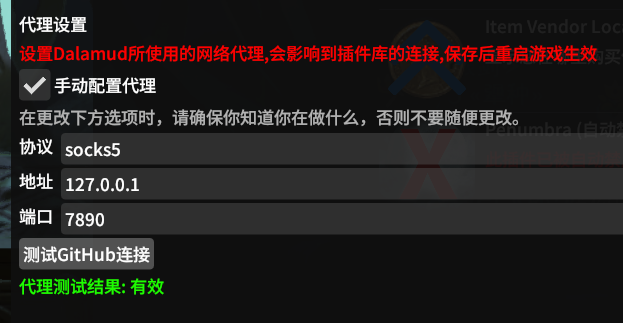 代理设置
Item Vendor Loc
设置Dalamud所使用的网络代理,会影响到插件库的连接,保存后重启游戏生效
手动配置代理
在更改下方选项时，请确保你知道你在做什么，否则不要随便更改。
Penumbra (自动
协议 socks5
地址 127.0.0.1
端口 7890
测试GitHub连接
代理测试结果: 有效